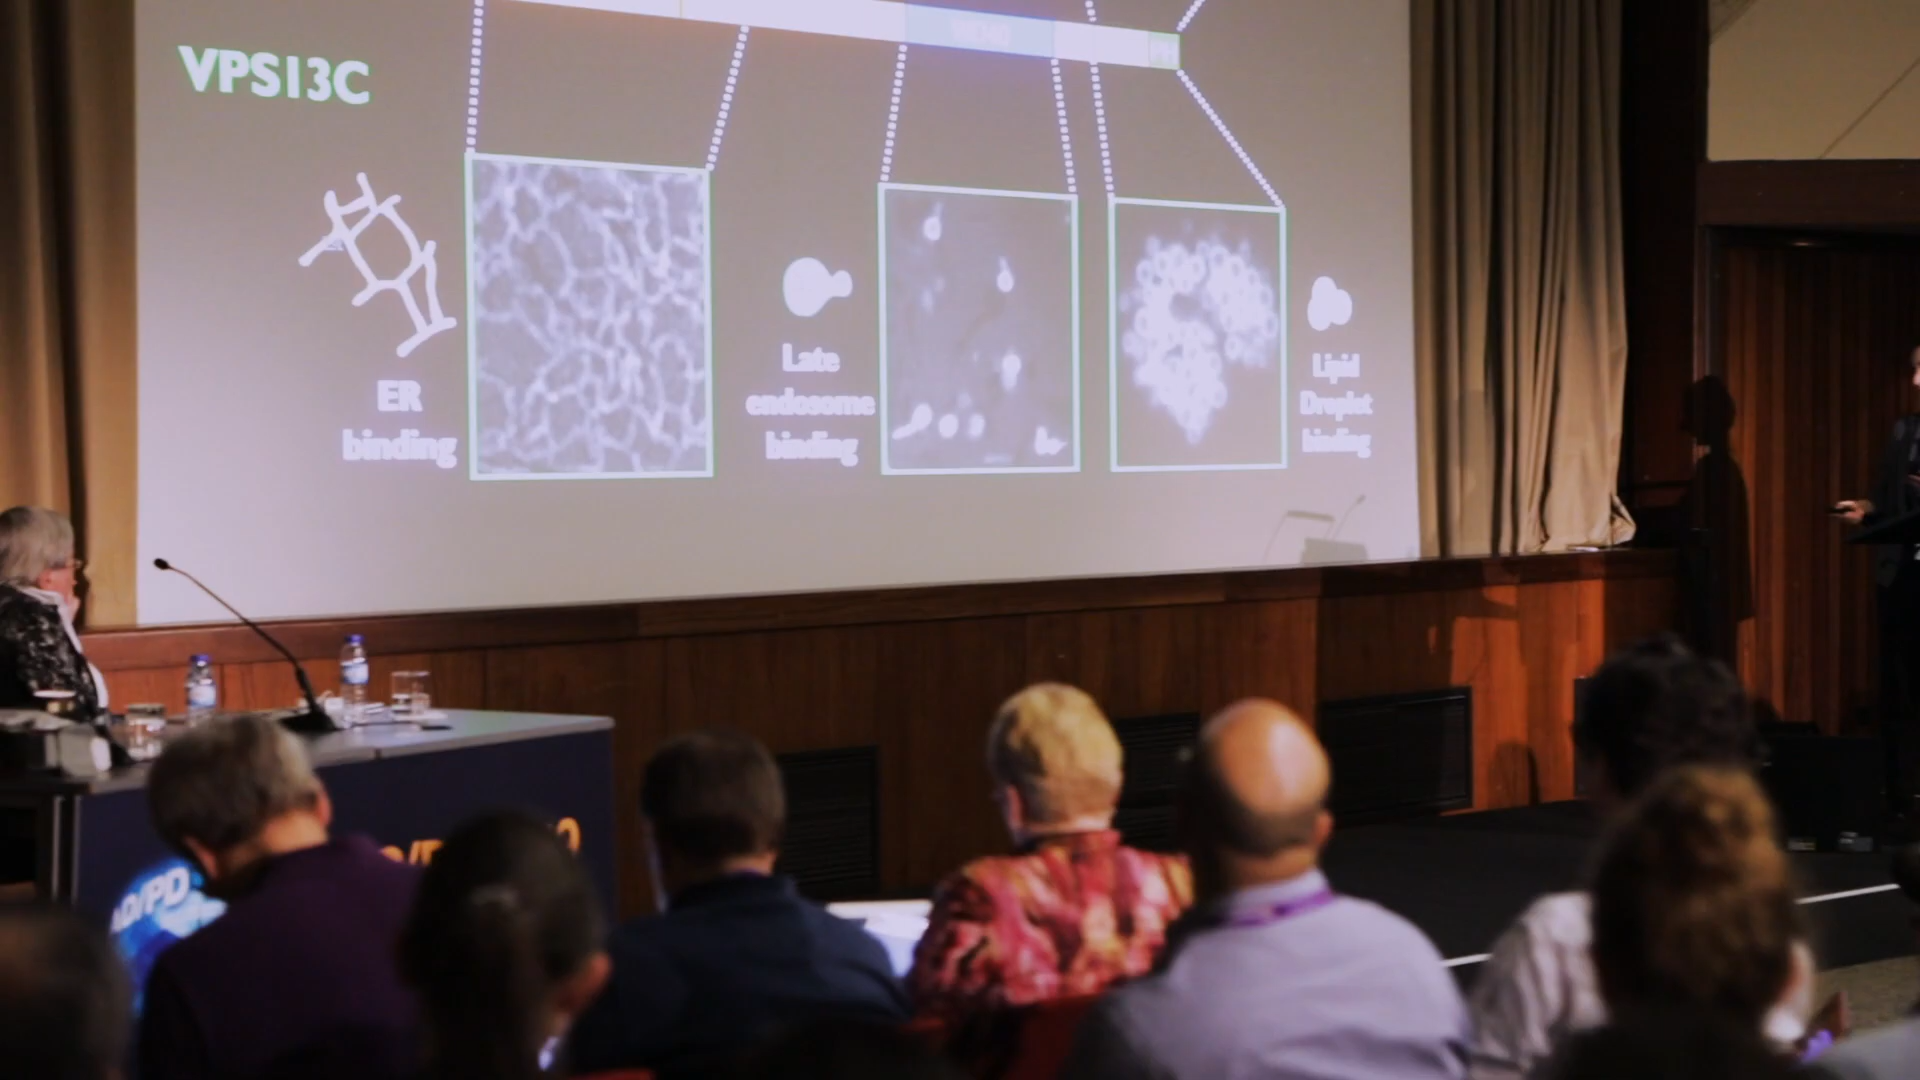 VPS13C
ER
binding
Late
endosome
binding
Lipid
Droplet
binding
AD/PD